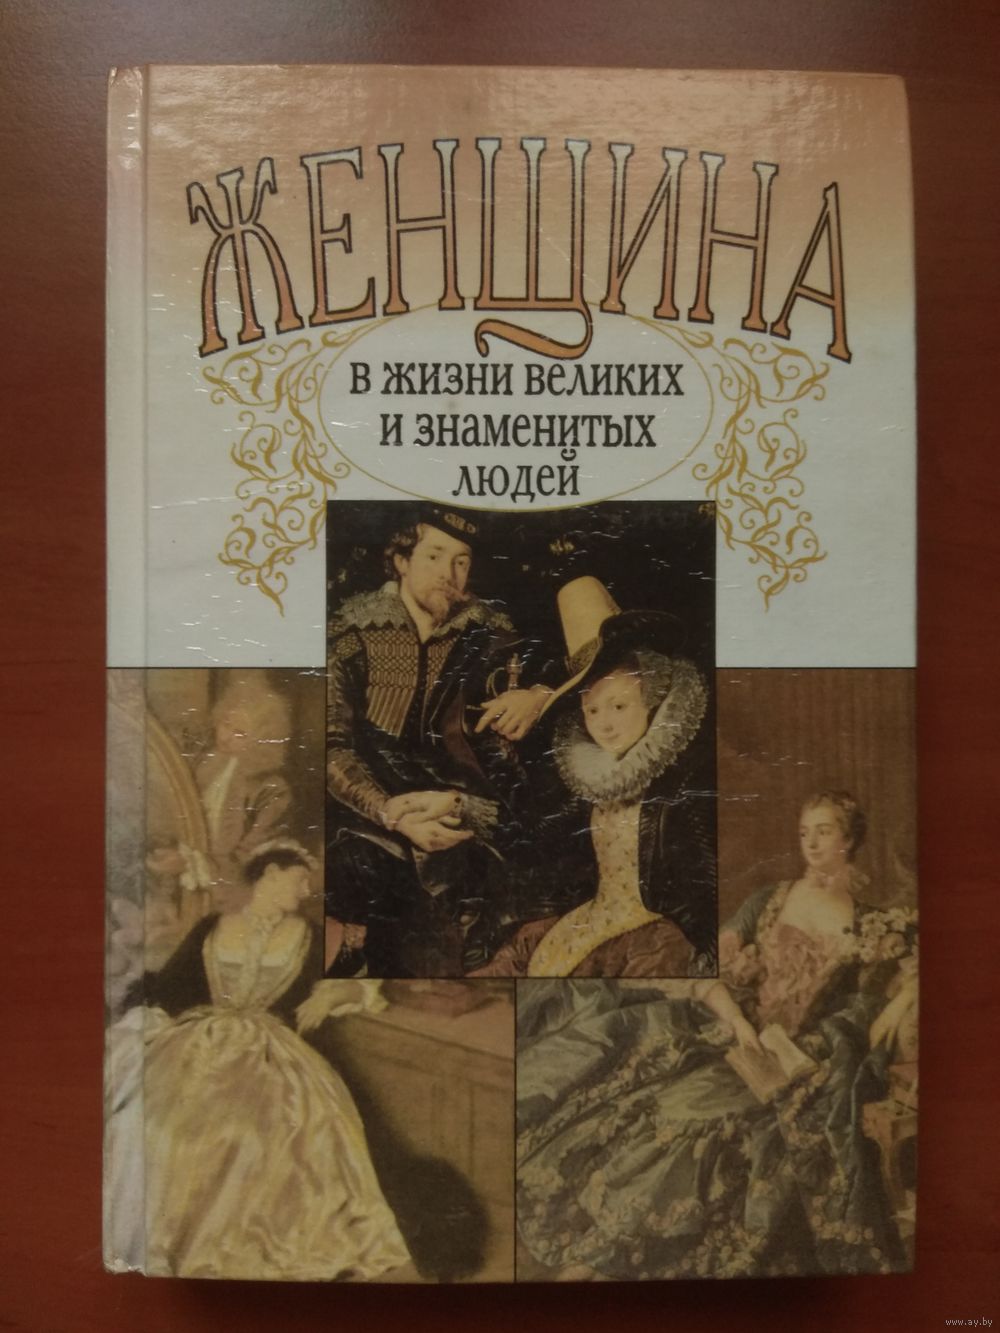 ЖЕНЩИНА
В ЖИЗНИ ВЕЛИКИХ
И ЗНАМЕНИТЫХ
ЛЮДЕЙ
www.ay.by